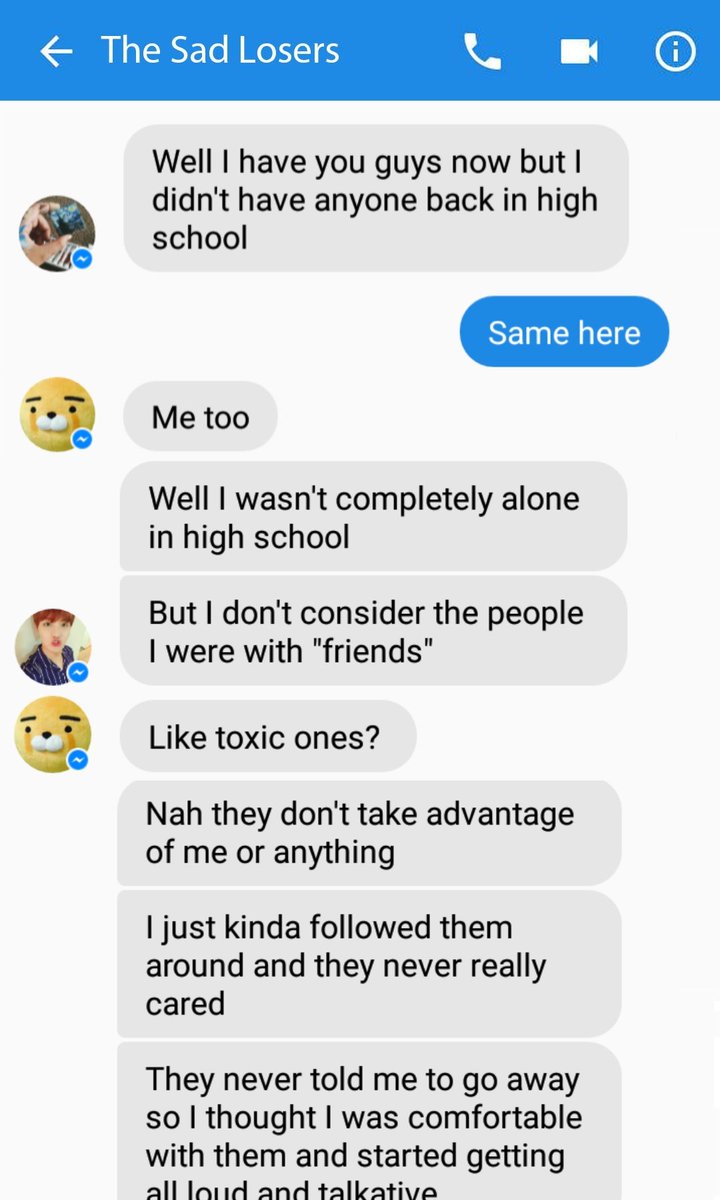 The Sad Losers
Well I have you guys now but I
didn't have anyone back in high
school
Same here
Me too
Well I wasn't completely alone
in high school
But I don't consider the people
I were with "friends"
Like toxic ones?
Nah they don't take advantage
of me or anything
I just kinda followed them
around and they never really
cared
They never told me to go away
so I thought I was comfortable
with them and started getting
all loud and talkative